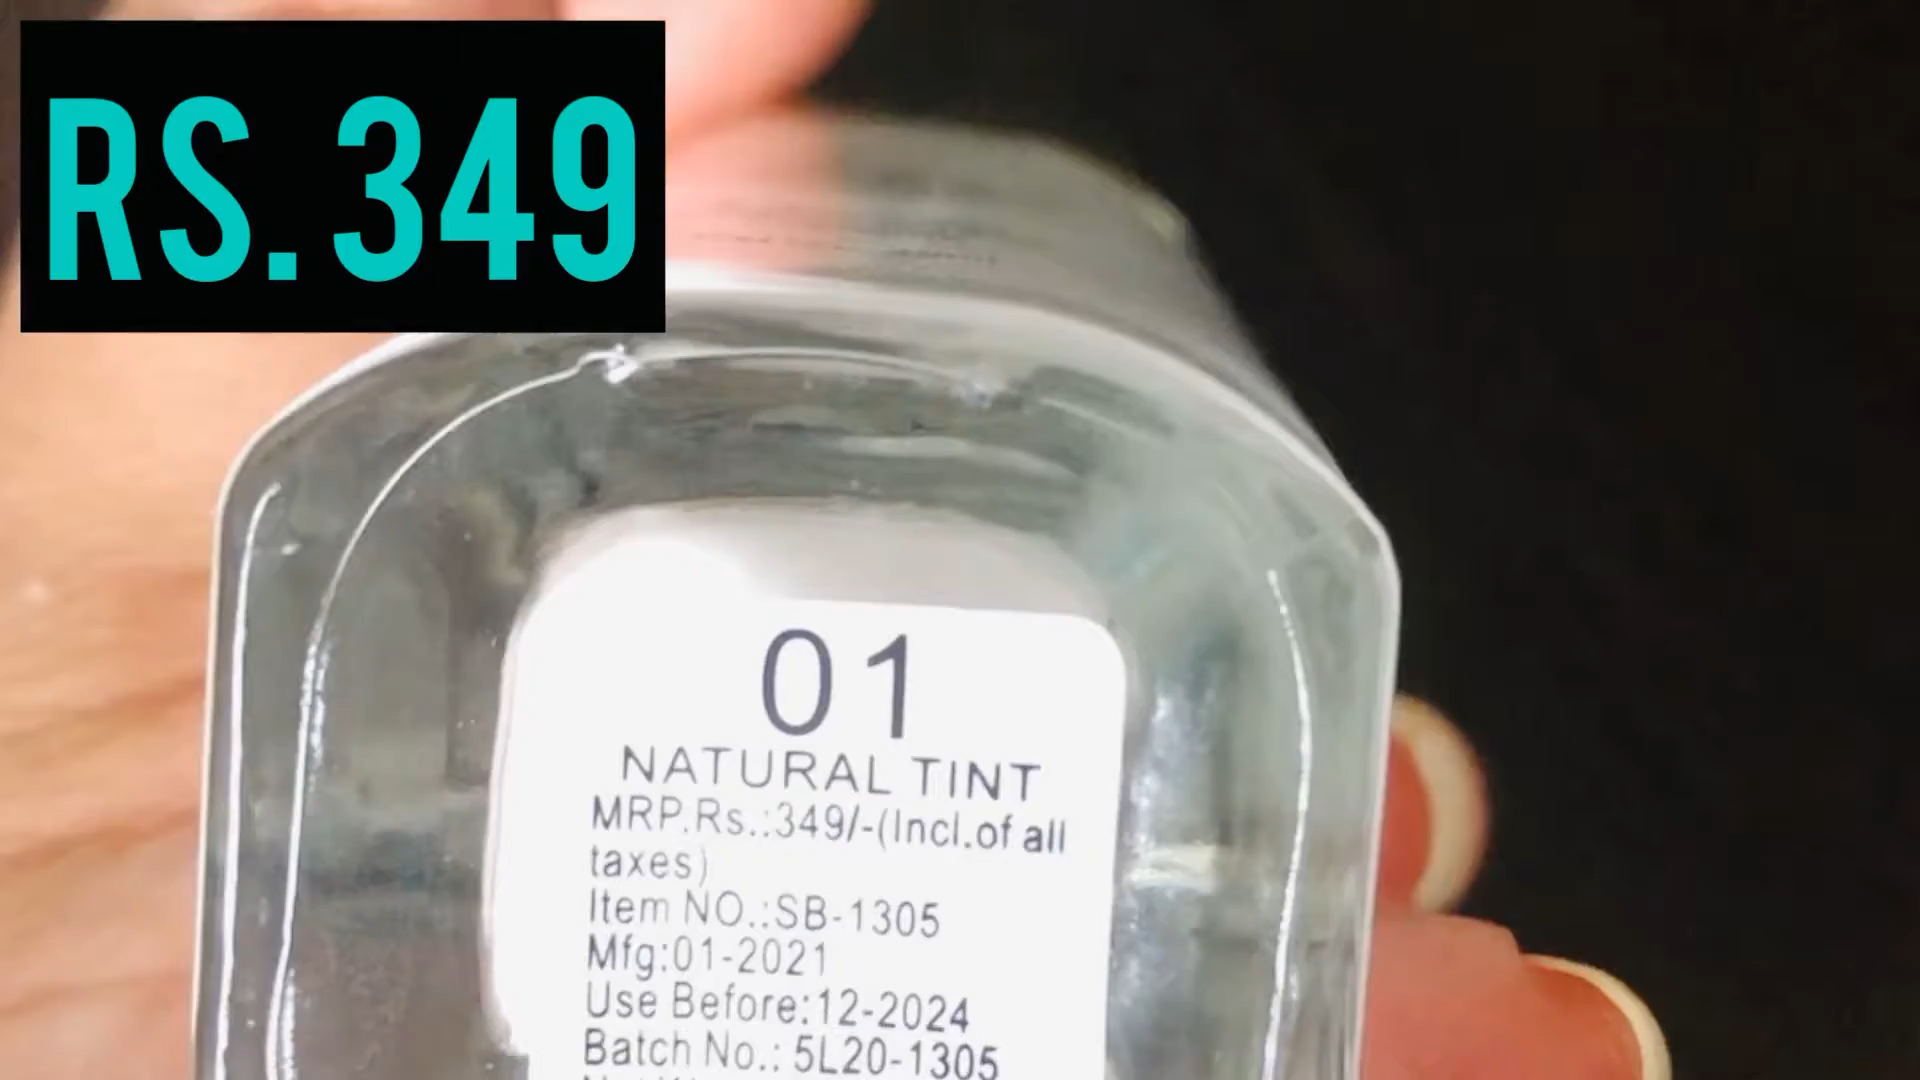 RS. 349
01
NATURAL TINT
MRP.Rs.:349/-(Incl.of all
taxes)
Item NO.:SB-1305
Mfg:01-2021
Use Before:12-2024
Batch No.: 5L20-1305